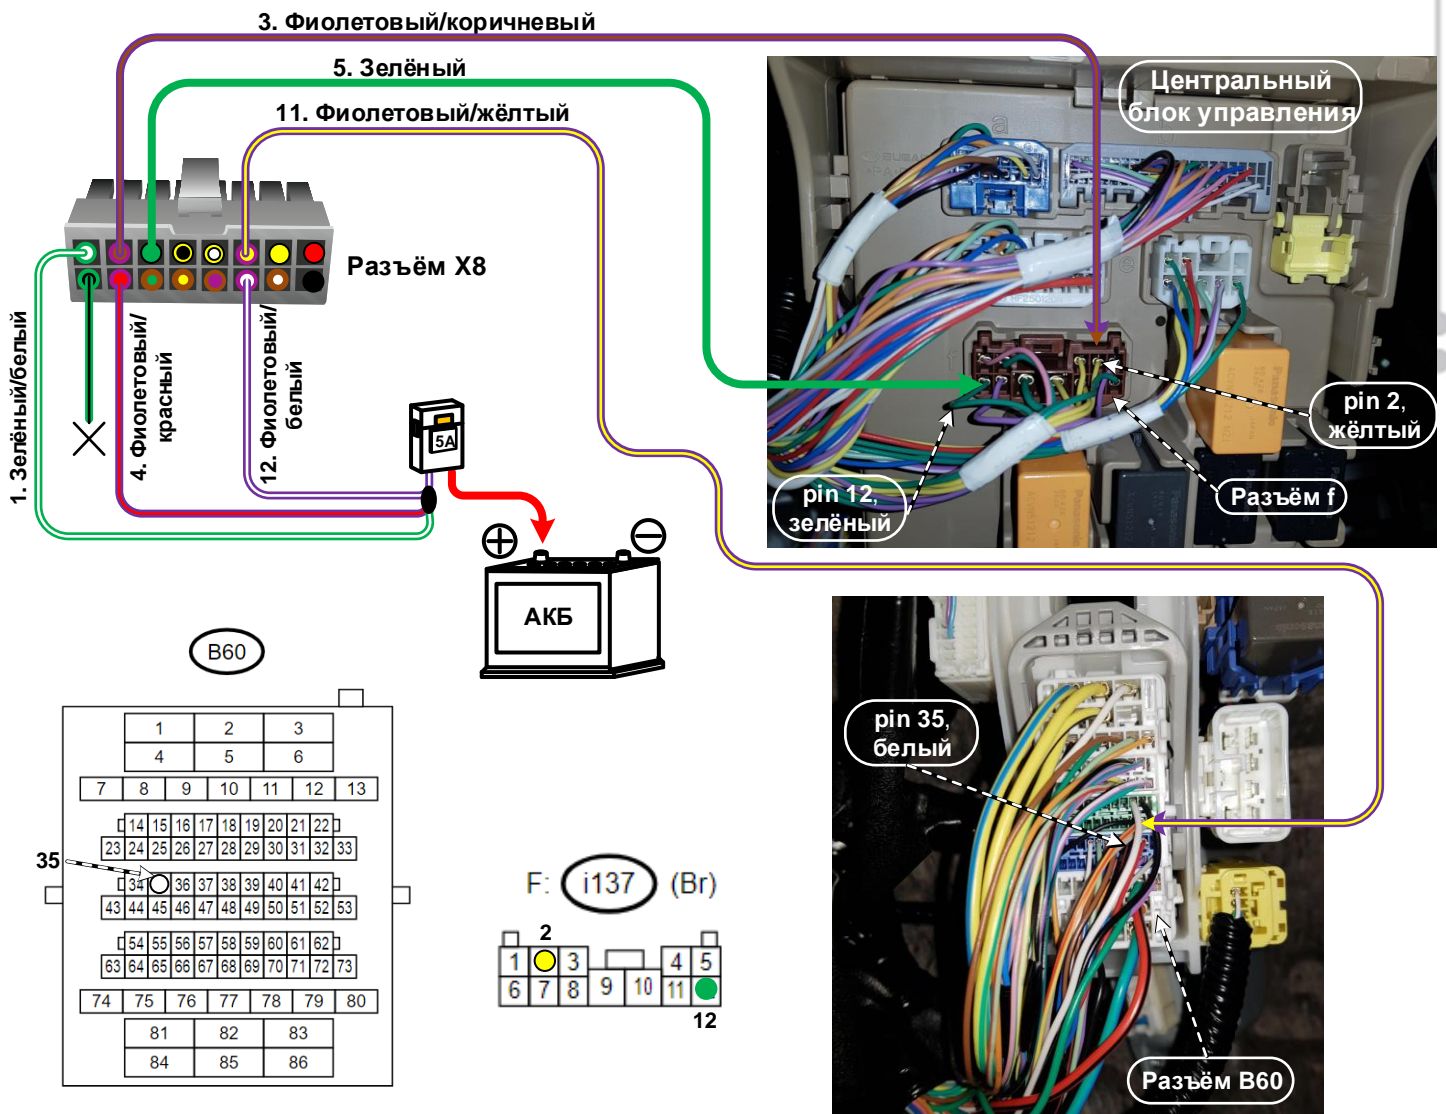 3. Фиолетовый/коричневый
5. Зелёный
11. Фиолетовый/жёлтый
Разъём X8
1. Зелёный/белый
4. Фиолетовый/
красный
12. Фиолетовый/
белый
5A
АКБ
Центральный
блок управления
a
pin 2,
жёлтый
Разъём f
pin 12,
зелёный
pin 35,
белый
Разъём B60
B60
1 2 3
4 5 6
7 8 9 10 11 12 13
14 15 16 17 18 19 20 21 22
23 24 25 26 27 28 29 30 31 32 33
35
34 36 37 38 39 40 41 42
43 44 45 46 47 48 49 50 51 52 53
54 55 56 57 58 59 60 61 62
63 64 65 66 67 68 69 70 71 72 73
74 75 76 77 78 79 80
81 82 83
84 85 86
F: i137 (Br)
2
1 3 4 5
6 7 8 9 10 11
12